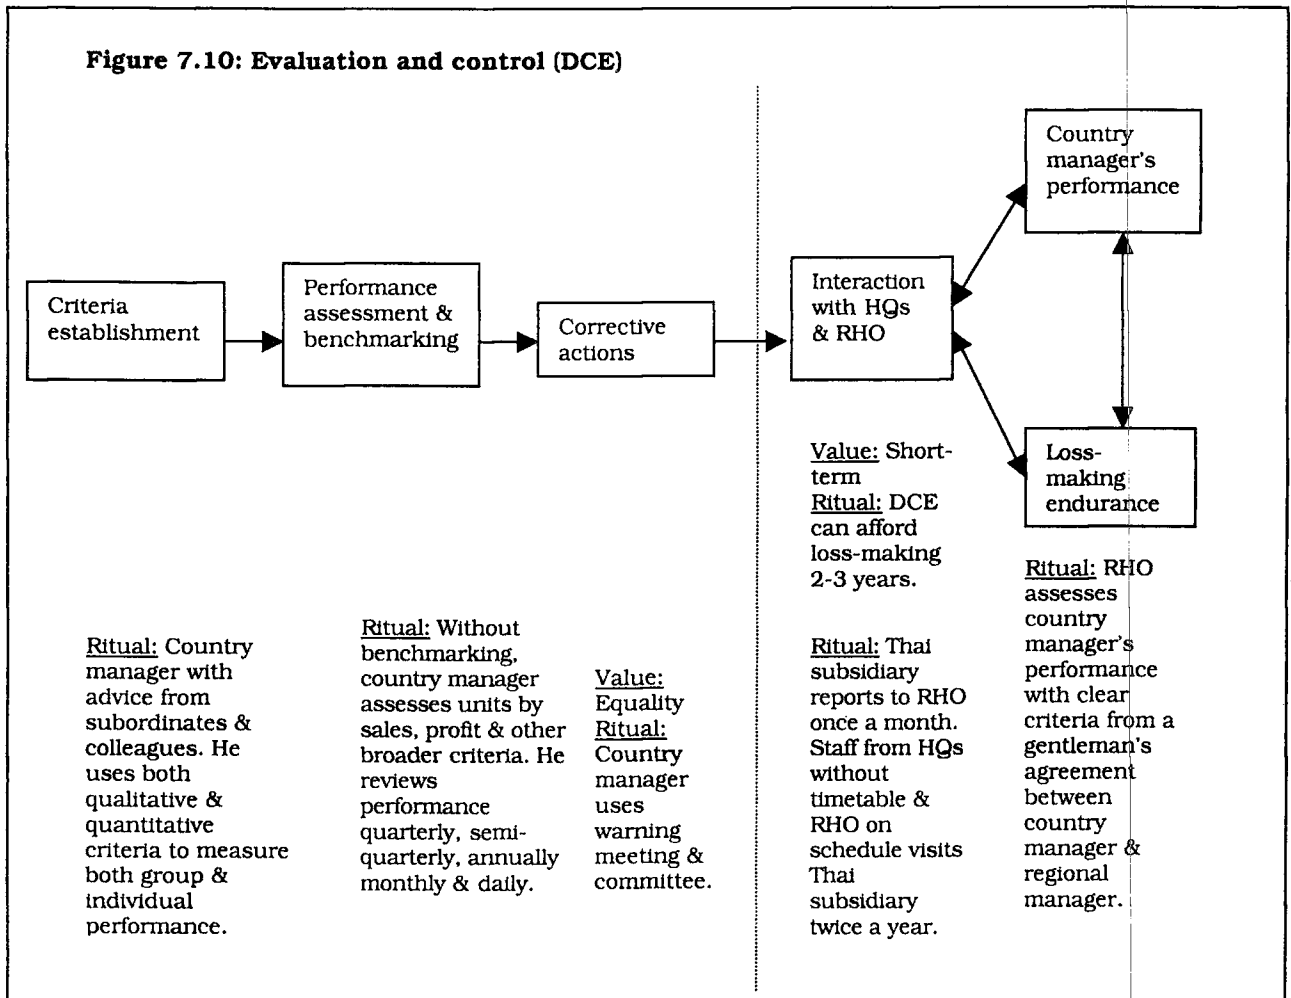 Figure 7.10: Evaluation and control (DCE)
Country
manager's
performance
Criteria
establishment
Performance
assessment &
benchmarking
Corrective
actions
Interaction
with HQs
& RHO
Loss-
making
endurance
Value: Short-
term
Ritual: DCE
can afford
loss-making
2-3 years.
Ritual: Country
manager with
advice from
subordinates &
colleagues. He
uses both
qualitative &
quantitative
criteria to measure
both group &
individual
performance.
Ritual: Without
benchmarking,
country manager
assesses units by
sales, profit & other
broader criteria. He
reviews
performance
quarterly, semi-
quarterly, annually
monthly & daily.
Value:
Equality
Ritual:
Country
manager
uses
warning
meeting &
committee.
Ritual: Thai
subsidiary
reports to RHO
once a month.
Staff from HQs
without
timetable &
RHO on
schedule visits
Thai
subsidiary
twice a year.
Ritual: RHO
assesses
country
manager's
performance
with clear
criteria from a
gentleman's
agreement
between
country
manager &
regional
manager.